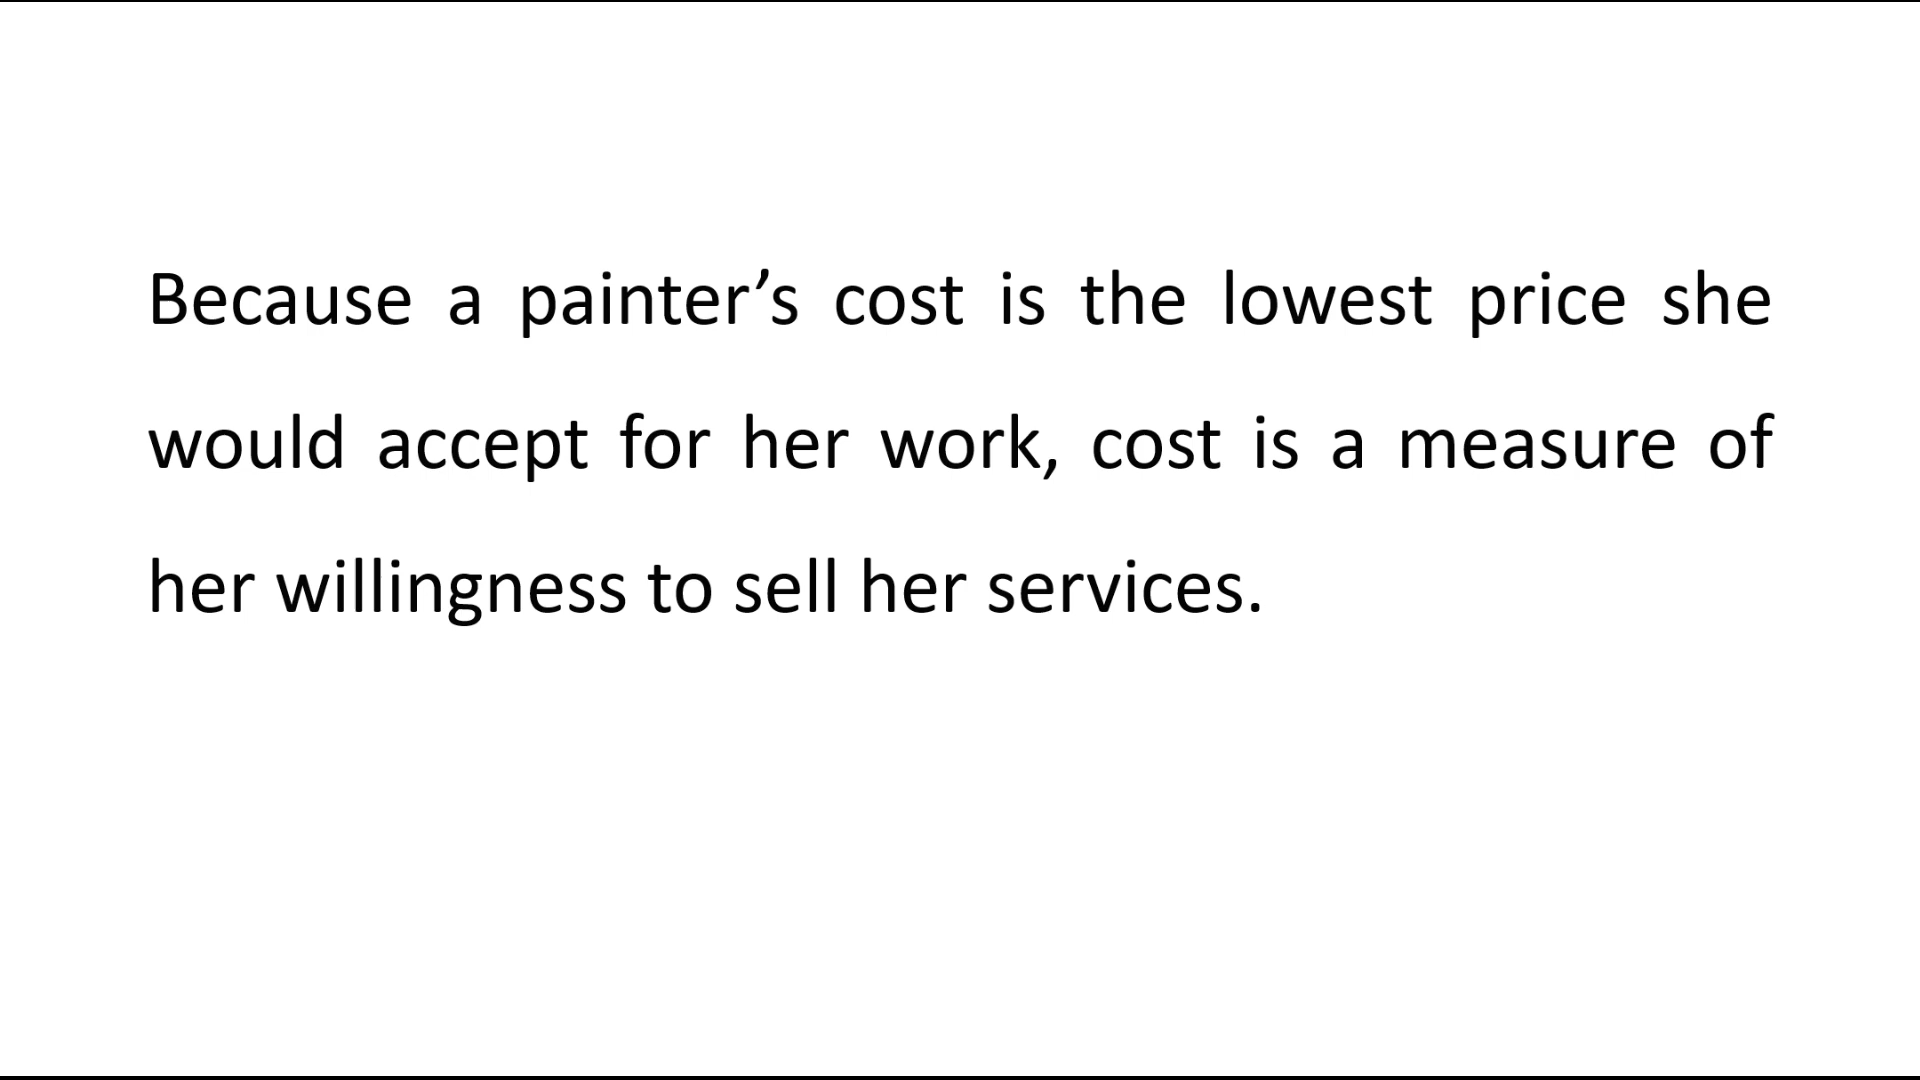 Because a painter’s cost is the lowest price she
would accept for her work, cost is a measure of
her willingness to sell her services.